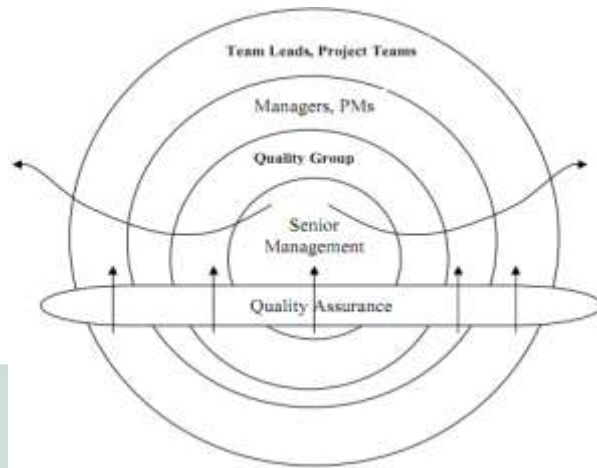 Team Leads, Project Teams
Managers, PMs
Quality Group
Senior
Management
Quality Assurance